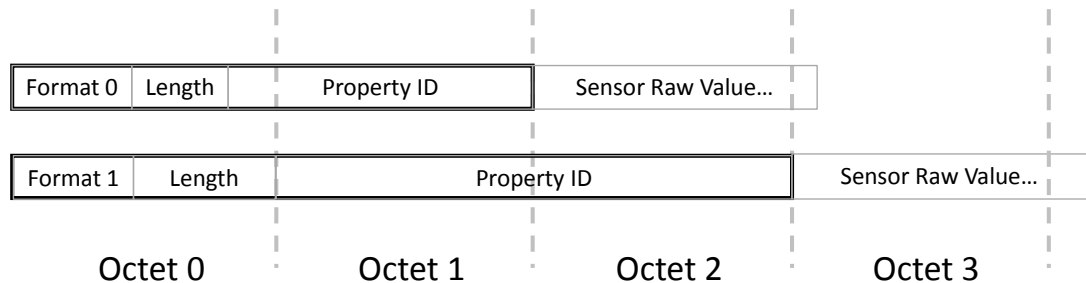 Format 0 Length Property ID Sensor Raw Value...
Format 1 Length Property ID Sensor Raw Value...
Octet 0 Octet 1 Octet 2 Octet 3